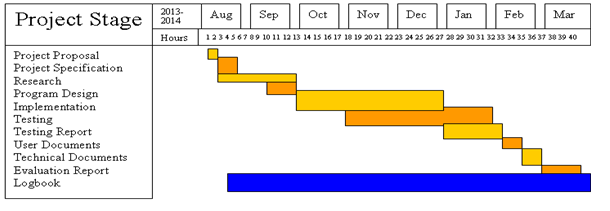 Project Stage 2013-2014 Aug Sep Oct Nov Dec Jan Feb Mar
Hours 1 2 3 4 5 6 7 8 9 10 11 12 13 14 15 16 17 18 19 20 21 22 23 24 25 26 27 28 29 30 31 32 33 34 35 36 37 38 39 40
Project Proposal
Project Specification
Research
Program Design
Implementation
Testing
Testing Report
User Documents
Technical Documents
Evaluation Report
Logbook